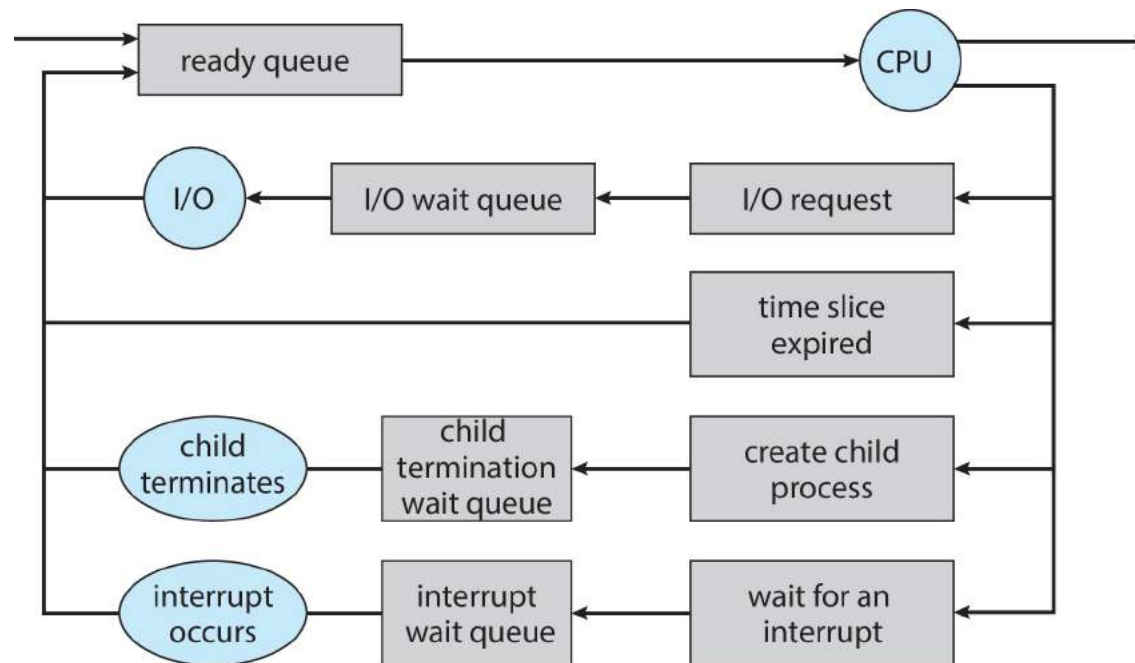 ready queue
CPU
I/O
I/O wait queue
I/O request
time slice
expired
child
terminates
child
termination
wait queue
create child
process
interrupt
occurs
interrupt
wait queue
wait for an
interrupt